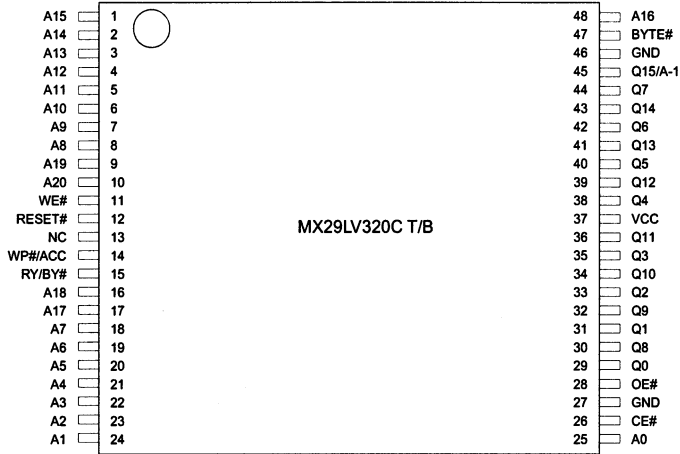 A15 1 48 A16
A14 2 47 BYTE#
A13 3 46 GND
A12 4 45 Q15/A-1
A11 5 44 Q7
A10 6 43 Q14
A9 7 42 Q6
A8 8 41 Q13
A19 9 40 Q5
A20 10 39 Q12
WE# 11 38 Q4
RESET# 12 37 VCC
MX29LV320C T/B
NC 13 36 Q11
WP#/ACC 14 35 Q3
RY/BY# 15 34 Q10
A18 16 33 Q2
A17 17 32 Q9
A7 18 31 Q1
A6 19 30 Q8
A5 20 29 Q0
A4 21 28 OE#
A3 22 27 GND
A2 23 26 CE#
A1 24 25 A0